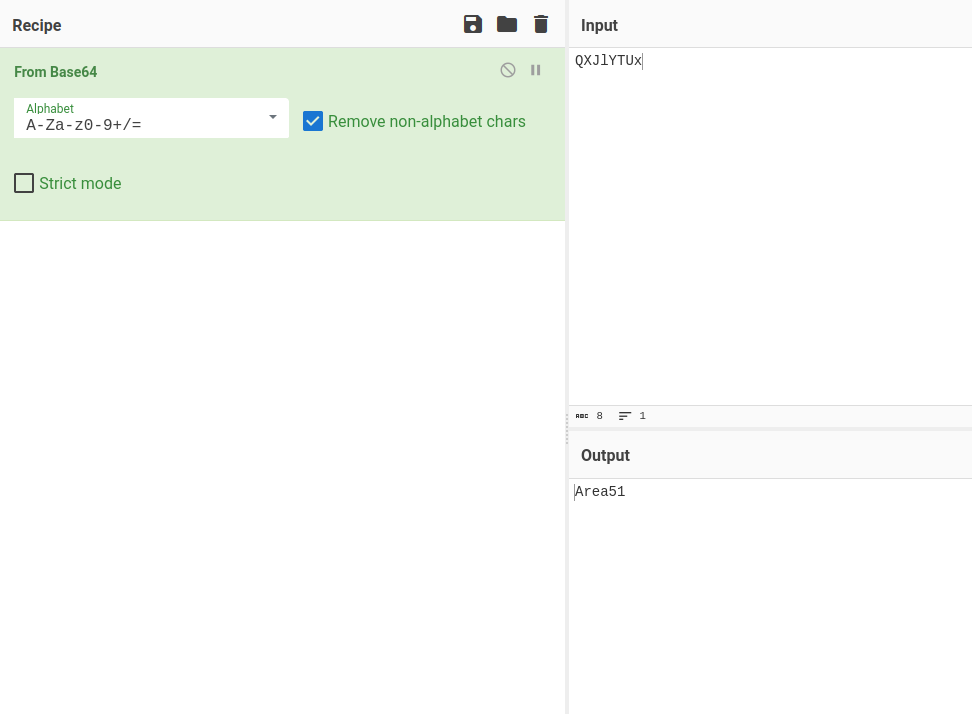 Recipe
From Base64
Alphabet
A-Za-z0-9+/=
Remove non-alphabet chars
Strict mode
Input
QXJlYTUx
ABC 8 1
Output
Area51